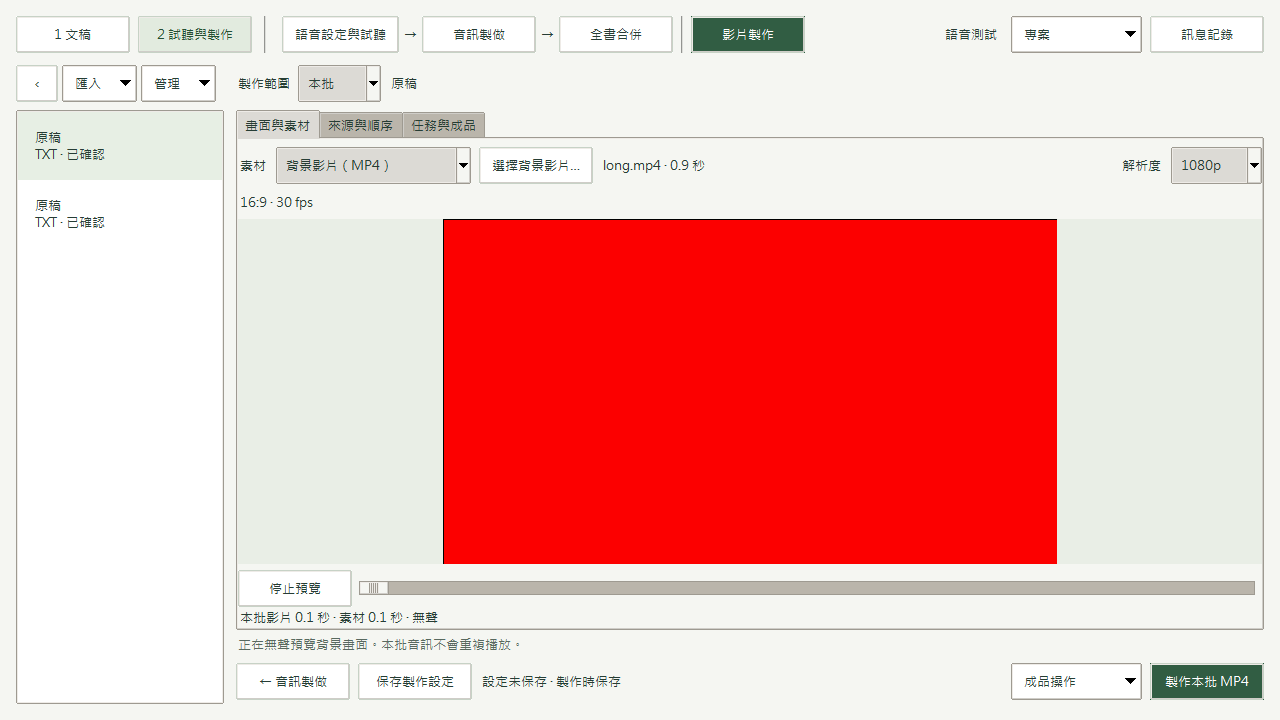 1 文稿 2 試聽與製作 語音設定與試聽 → 音訊製做 → 全書合併 影片製作 語音測試 專案 訊息記錄
‹ 匯入 管理 製作範圍 本批 原稿
原稿
TXT · 已確認
原稿
TXT · 已確認
畫面與素材 來源與順序 任務與成品
素材 背景影片（MP4） 選擇背景影片... long.mp4 · 0.9 秒 解析度 1080p
16:9 · 30 fps
停止預覽
本批影片 0.1 秒 · 素材 0.1 秒 · 無聲
正在無聲預覽背景畫面。本批音訊不會重複播放。
← 音訊製做 保存製作設定 設定未保存 · 製作時保存 成品操作 製作本批 MP4